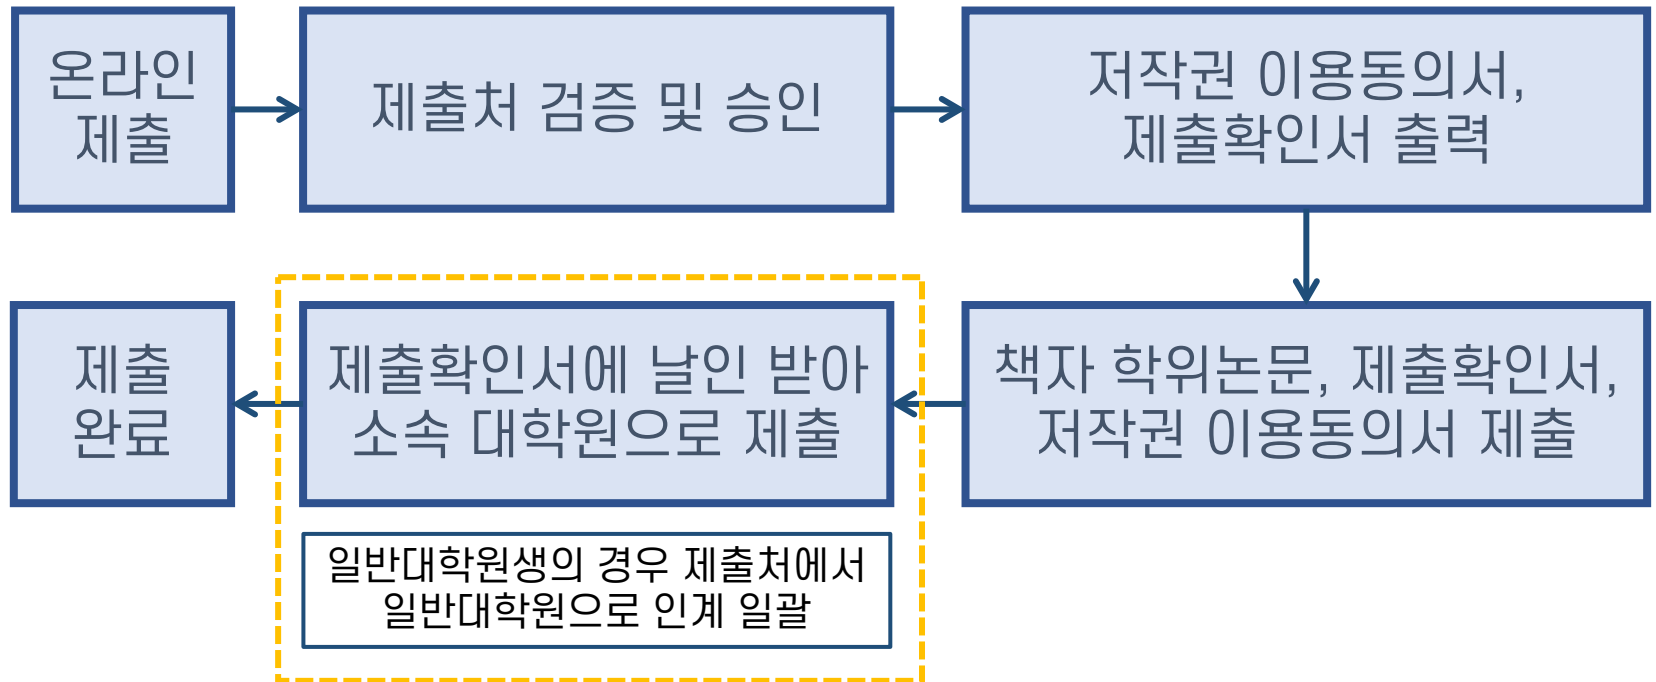 온라인
제출
제출처 검증 및 승인
저작권 이용동의서,
제출확인서 출력
책자 학위논문, 제출확인서,
저작권 이용동의서 제출
제출확인서에 날인 받아
소속 대학원으로 제출
일반대학원생의 경우 제출처에서
일반대학원으로 인계 일괄
제출
완료